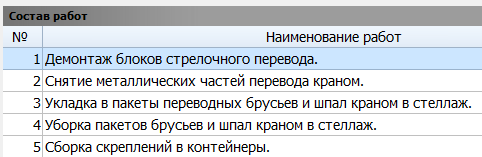 Состав работ
№ Наименование работ
1 Демонтаж блоков стрелочного перевода.
2 Снятие металлических частей перевода краном.
3 Укладка в пакеты переводных брусьев и шпал краном в стеллаж.
4 Уборка пакетов брусьев и шпал краном в стеллаж.
5 Сборка скреплений в контейнеры.